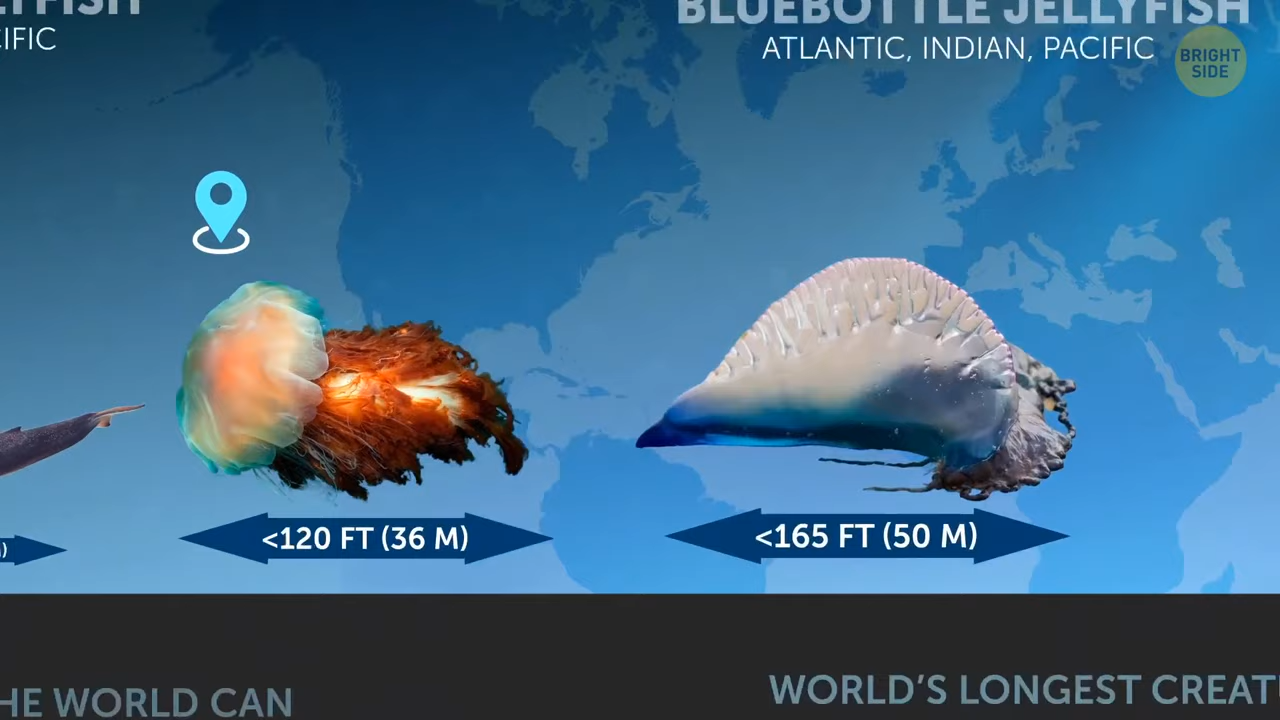 BLUEBOTTLE JELLYFISH
ATLANTIC, INDIAN, PACIFIC
BRIGHT
SIDE
<120 FT (36 M)
<165 FT (50 M)
HE WORLD CAN
WORLD'S LONGEST CREAT